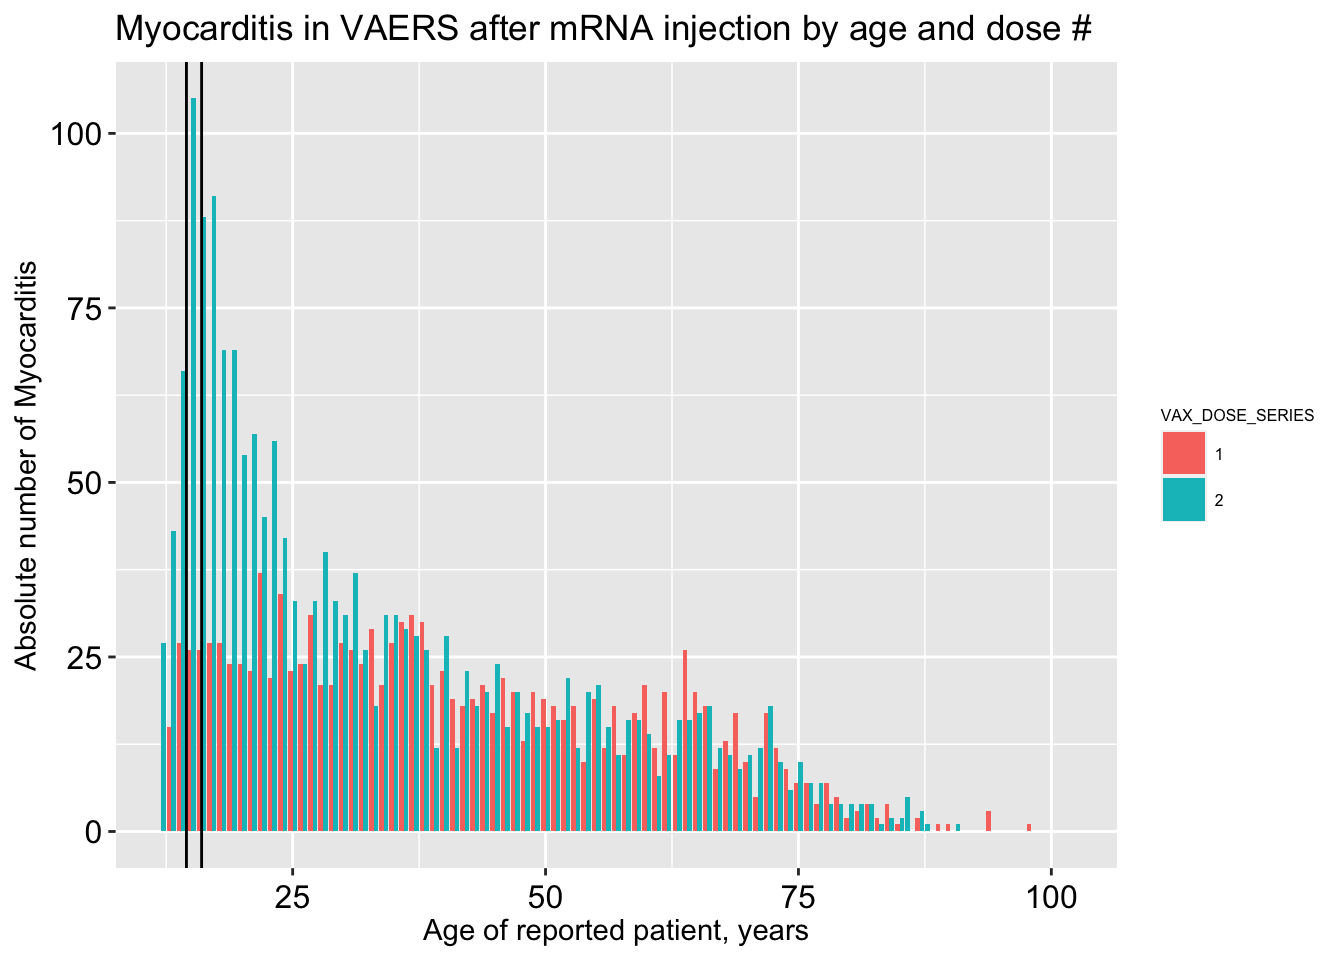 Myocarditis in VAERS after mRNA injection by age and dose #
Absolute number of Myocarditis
100
75
50
25
0
25
50
75
100
Age of reported patient, years
VAX_DOSE_SERIES
1
2